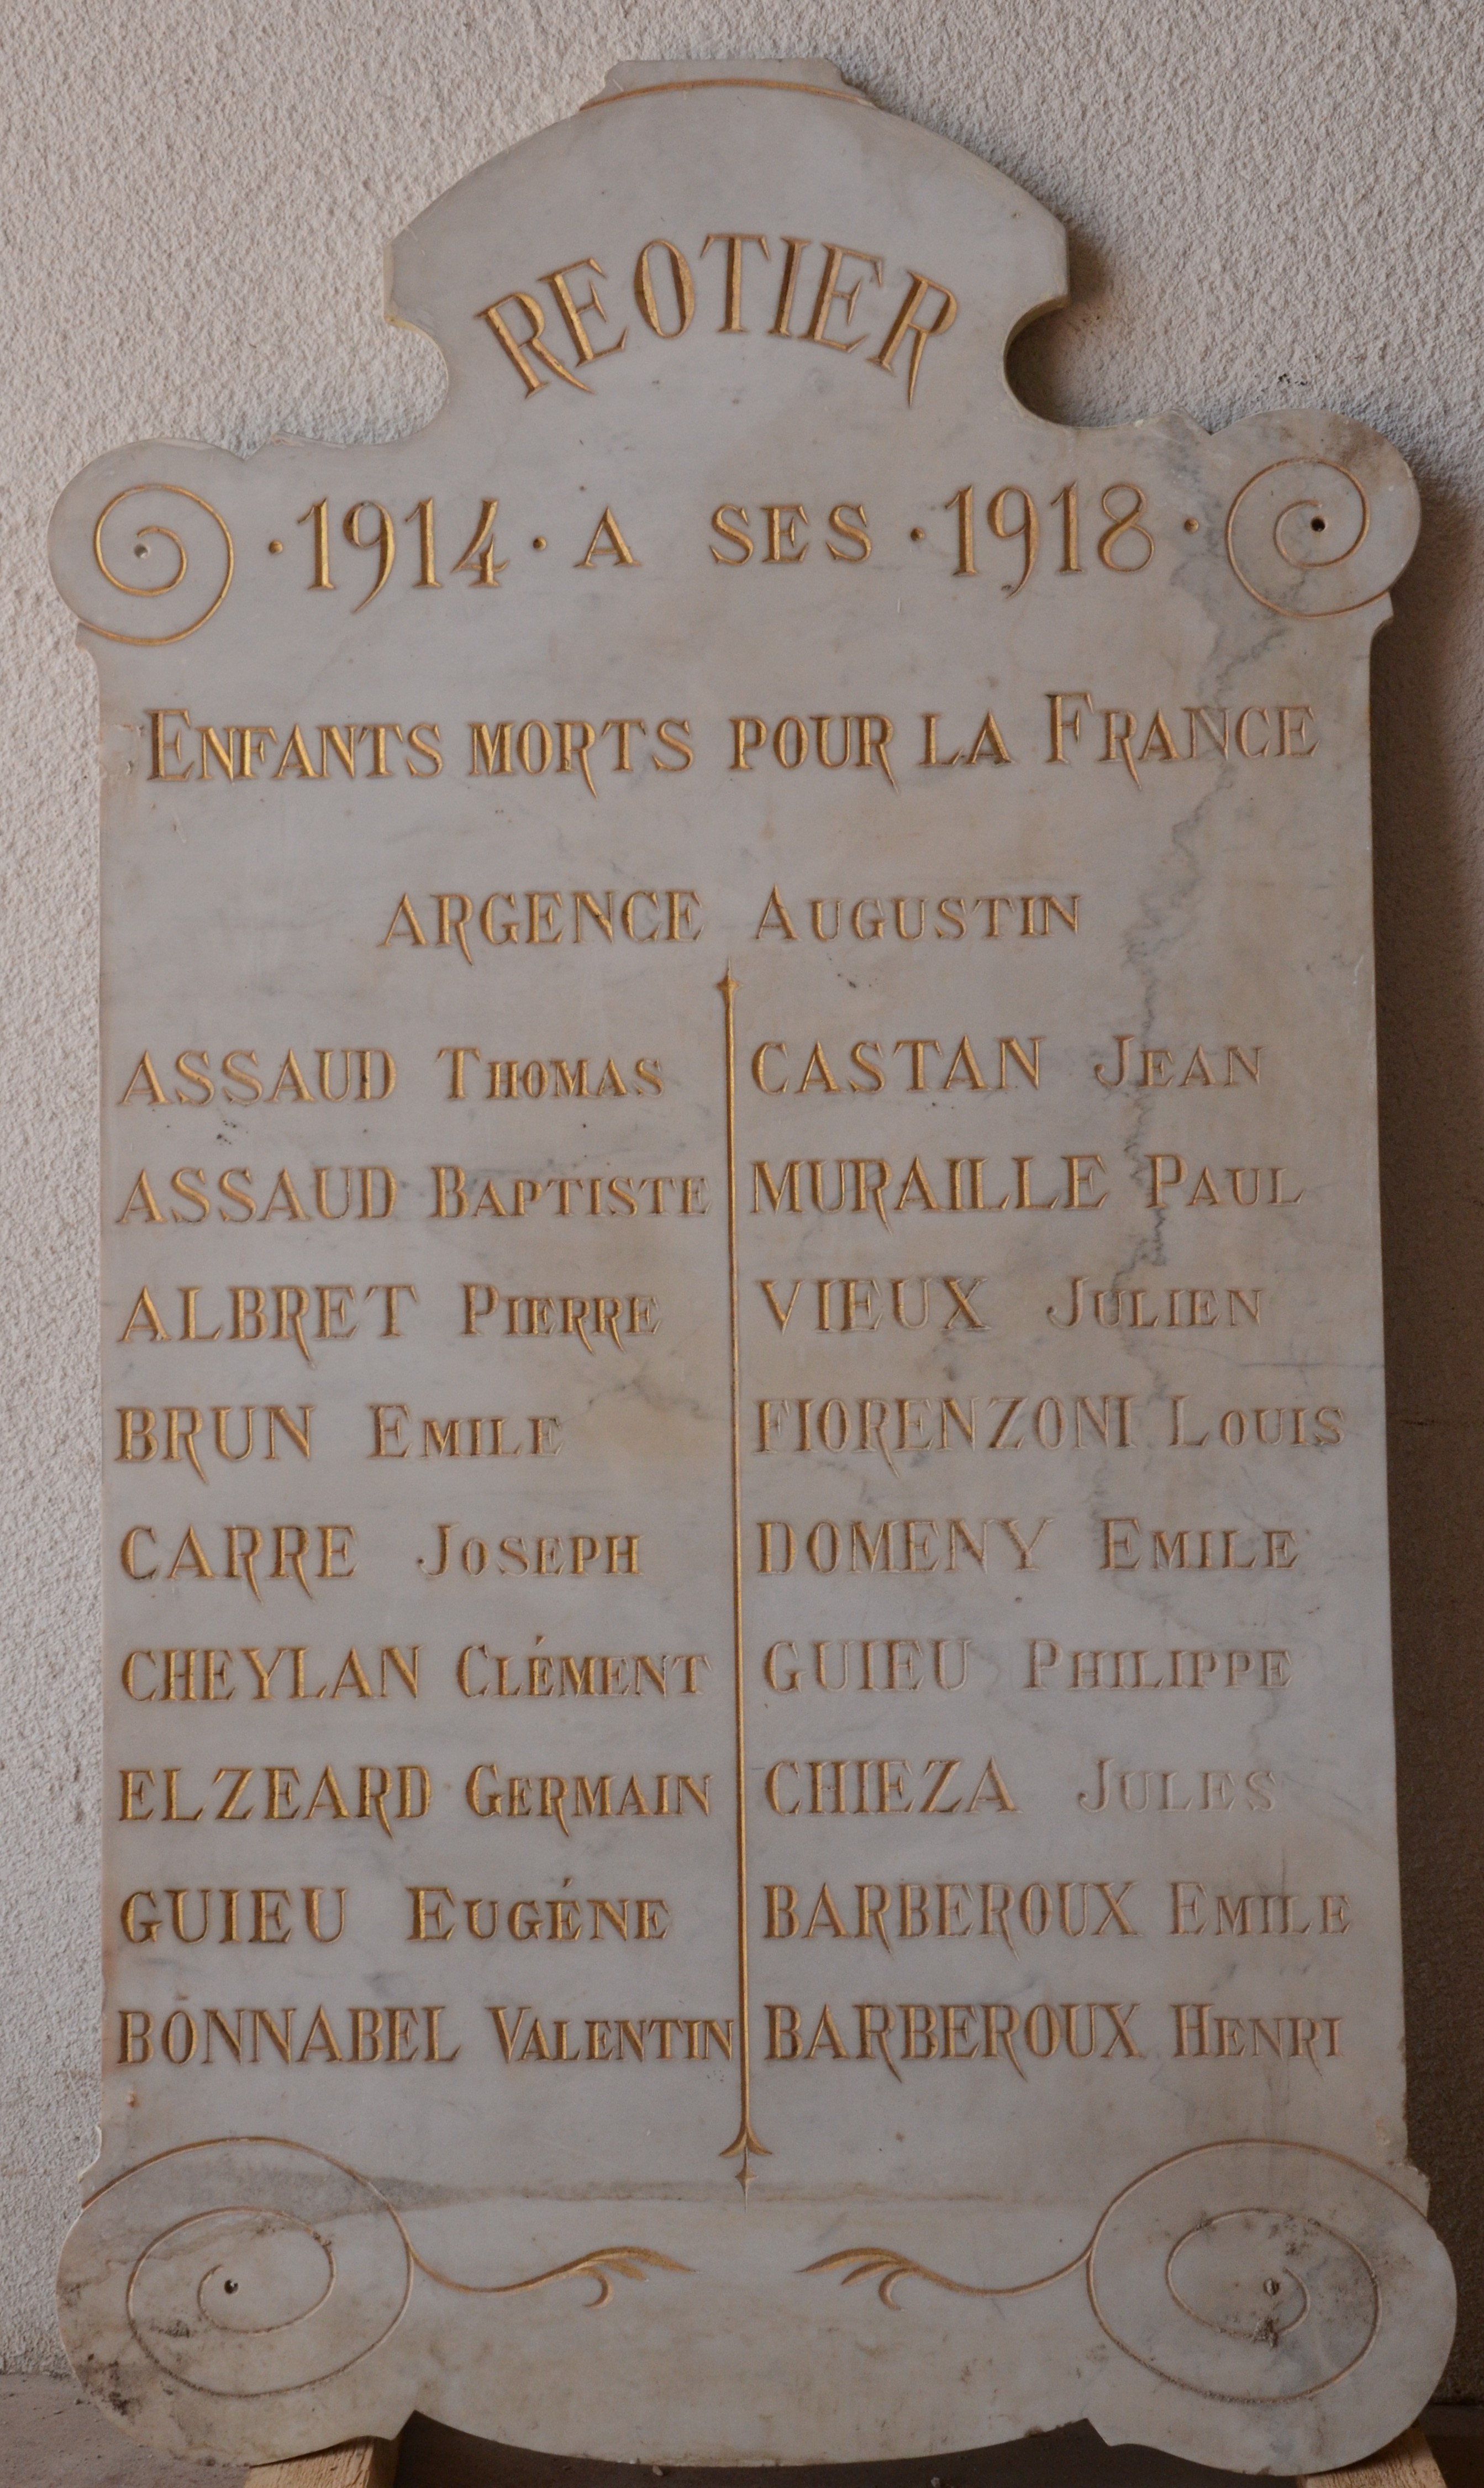 REOTIER
· 1914 · A SES · 1918 ·
ENFANTS MORTS POUR LA FRANCE
ARGENCE AUGUSTIN
ASSAUD THOMAS
ASSAUD BAPTISTE
ALBRET PIERRE
BRUN EMILE
CARRE JOSEPH
CHEYLAN CLÉMENT
ELZEARD GERMAIN
GUIEU EUGÉNE
BONNABEL VALENTIN
CASTAN JEAN
MURAILLE PAUL
VIEUX JULIEN
FIORENZONI LOUIS
DOMENY EMILE
GUIEU PHILIPPE
CHIEZA JULES
BARBEROUX EMILE
BARBEROUX HENRI